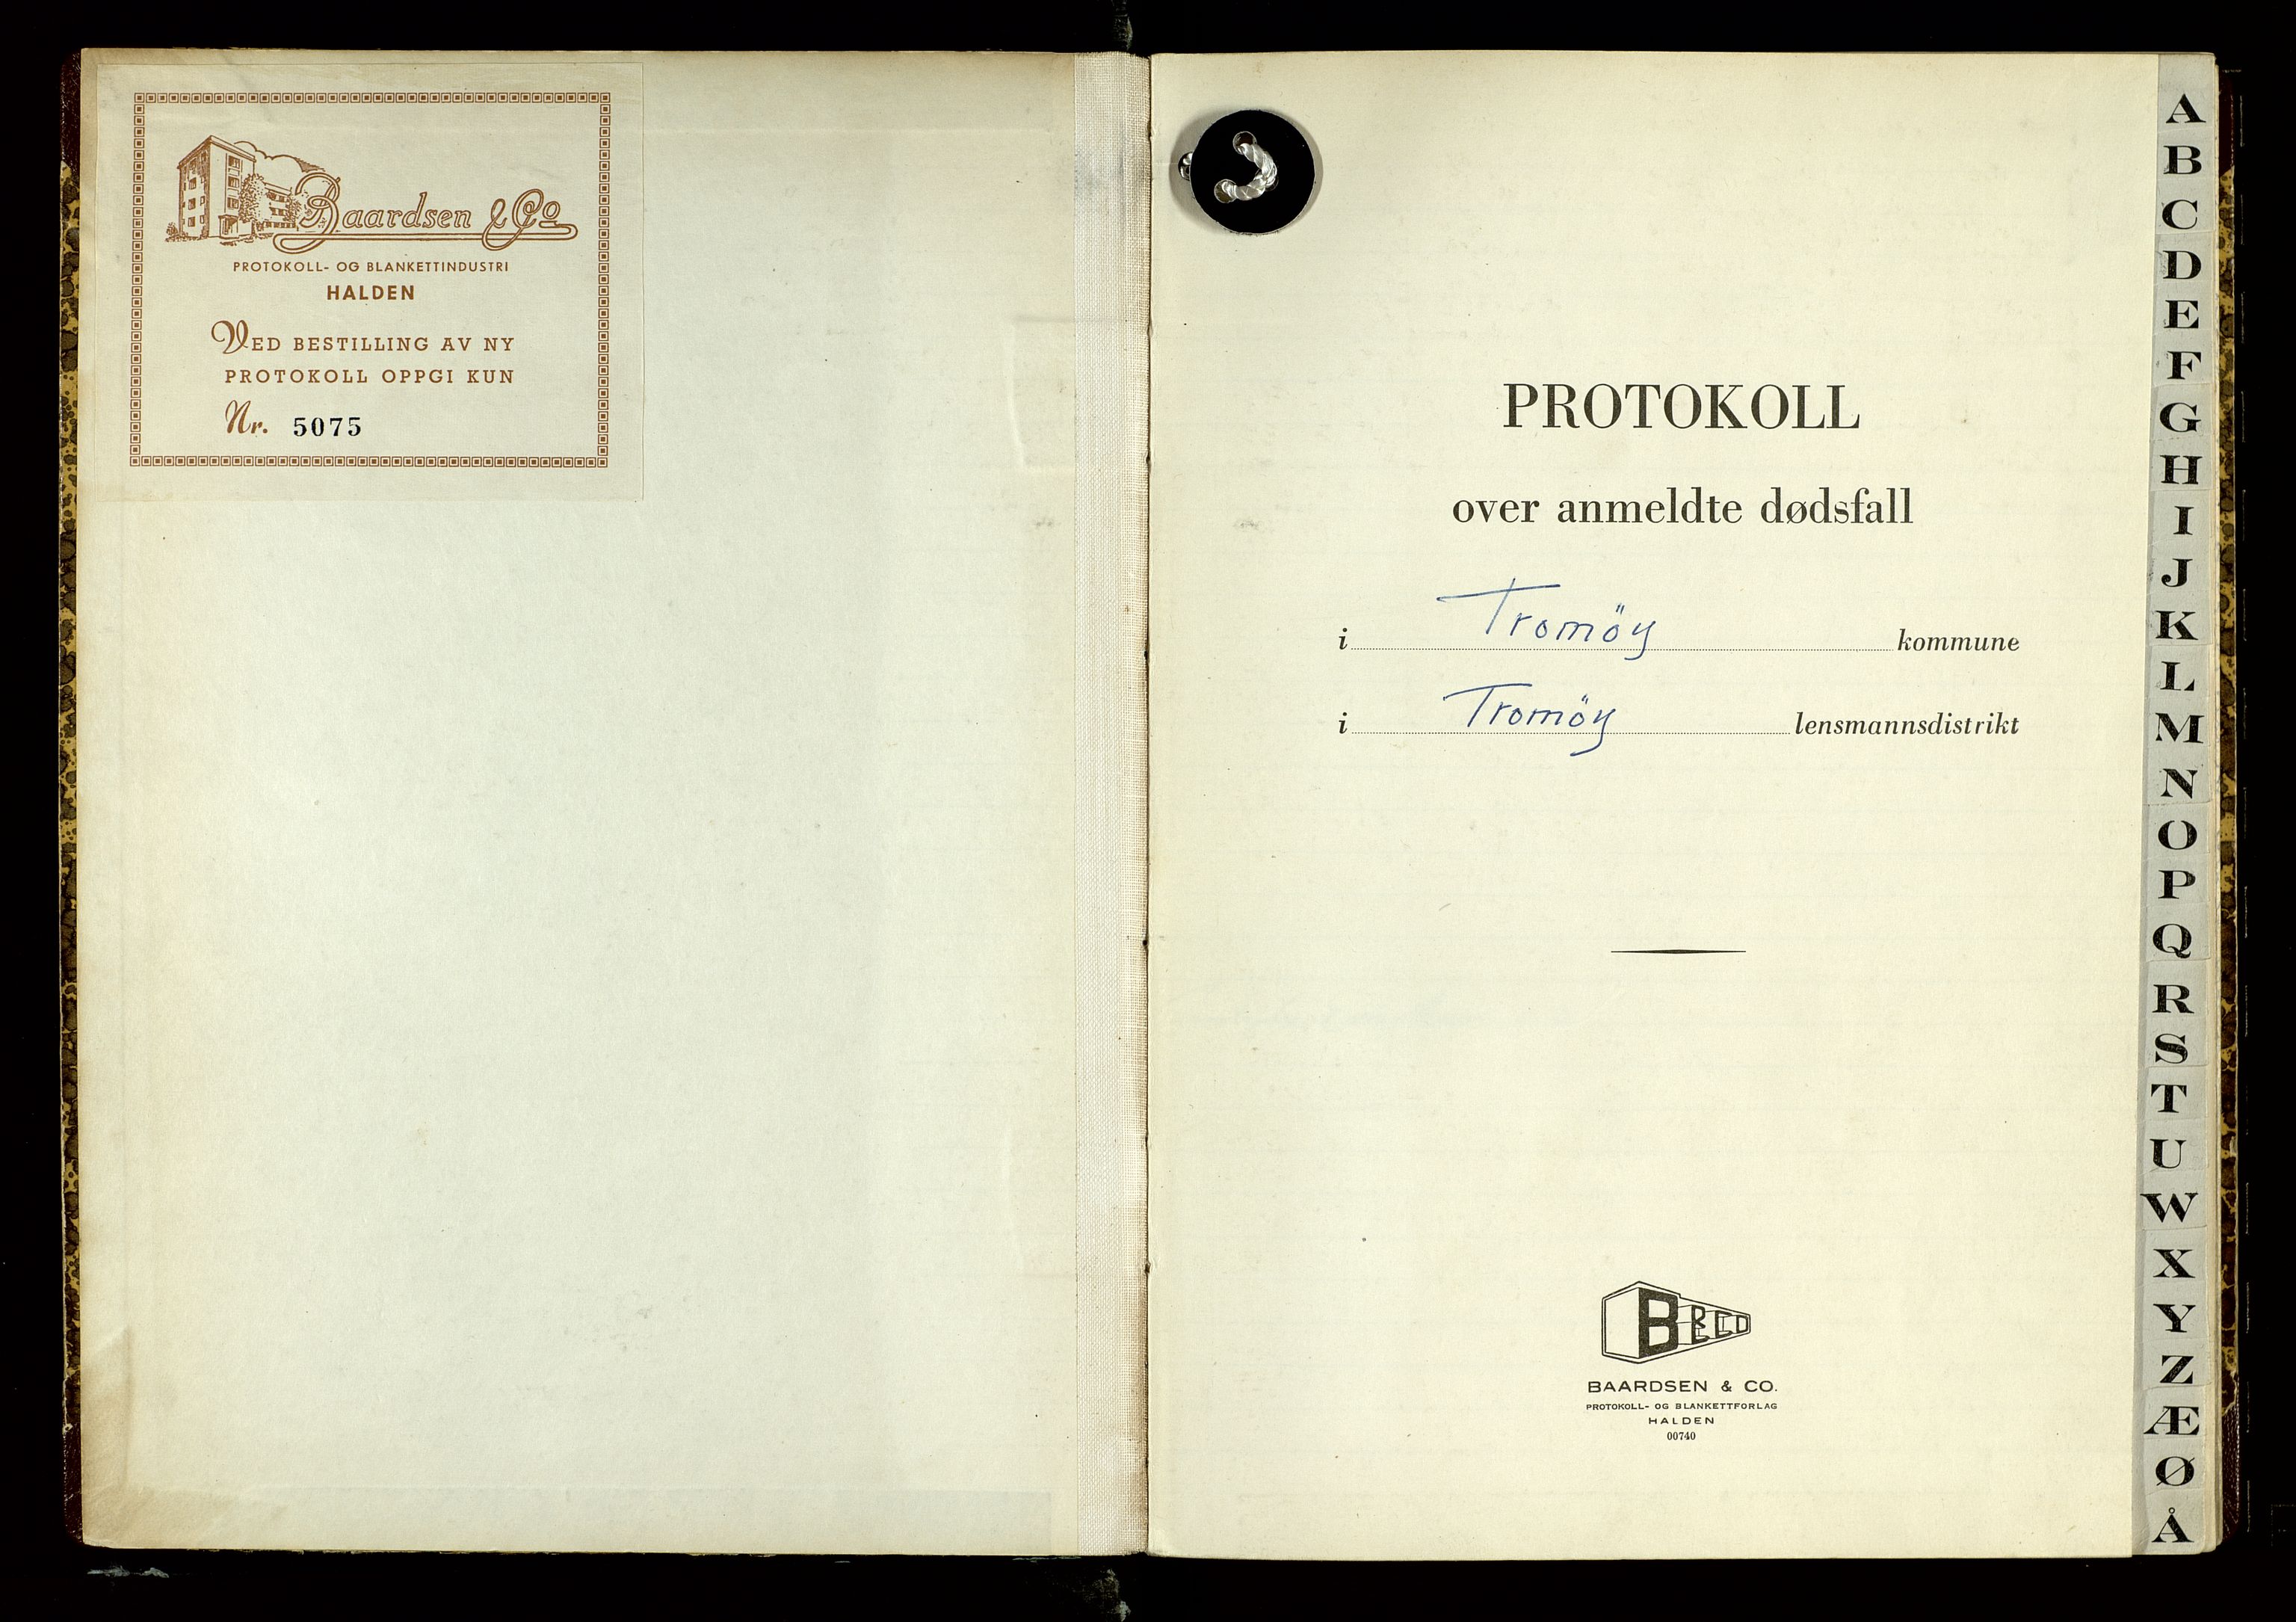 Baardsen & Co
PROTOKOLL- OG BLANKETTINDUSTRI
HALDEN
VED BESTILLING AV NY
PROTOKOLL OPPGI KUN
Nr. 5075
PROTOKOLL
over anmeldte dødsfall
i Tromöy kommune
i Tromöy lensmannsdistrikt
B&CO
BAARDSEN & CO.
PROTOKOLL- OG BLANKETTFORLAG
HALDEN
00740
A
B
C
D
E
F
G
H
I
J
K
L
M
N
O
P
Q
R
S
T
U
W
X
Y
Z
Æ
Ø
Å